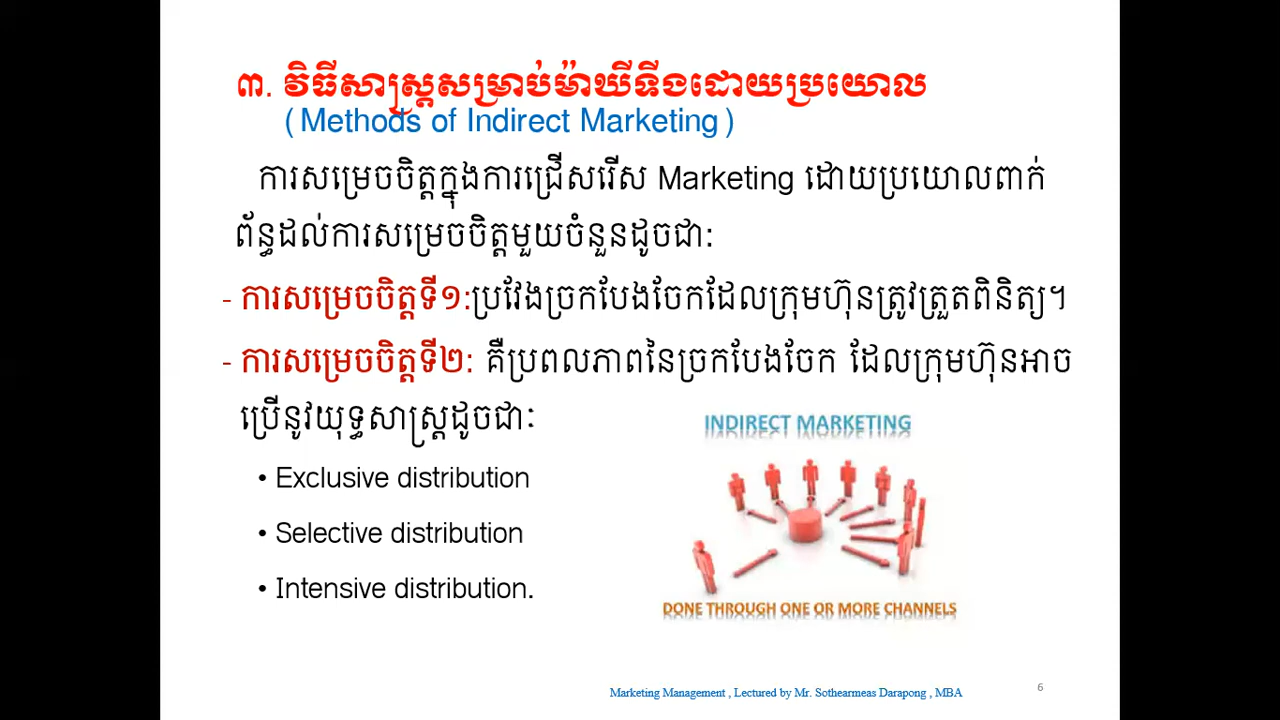 ៣. វិធីសាស្ត្រសម្រាប់ម៉ាឃីទីងដោយប្រយោល
( Methods of Indirect Marketing )
ការសម្រេចចិត្តក្នុងការជ្រើសរើស Marketing ដោយប្រយោលពាក់
ព័ន្ធដល់ការសម្រេចចិត្តមួយចំនួនដូចជា:
- ការសម្រេចចិត្តទី១:ប្រវែងច្រកបែងចែកដែលក្រុមហ៊ុនត្រូវត្រួតពិនិត្យ។
- ការសម្រេចចិត្តទី២: គឺប្រពលភាពនៃច្រកបែងចែក ដែលក្រុមហ៊ុនអាច
ប្រើនូវយុទ្ធសាស្ត្រដូចជា:
INDIRECT MARKETING
• Exclusive distribution
• Selective distribution
• Intensive distribution.
DONE THROUGH ONE OR MORE CHANNELS
Marketing Management , Lectured by Mr. Sothearmeas Darapong , MBA
6